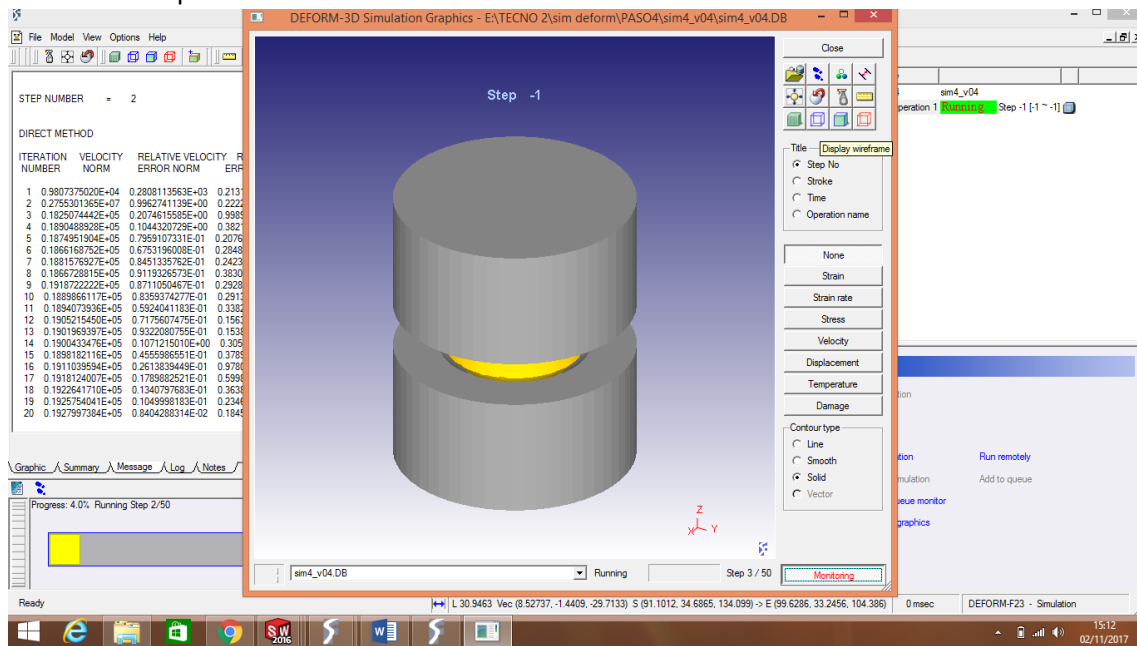 DEFORM-3D Simulation Graphics - E:\TECNO 2\sim deform\PASO4\sim4_v04\sim4_v04.DB
File Model View Options Help
STEP NUMBER = 2
DIRECT METHOD
ITERATION VELOCITY RELATIVE VELOCITY
NUMBER NORM ERROR NORM
1 0.9807375020E+04 0.2808113563E+03
2 0.2755301365E+07 0.9962741139E+00
3 0.1825074442E+05 0.2074615585E+00
4 0.1890488928E+05 0.1044320729E+00
5 0.1874951904E+05 0.7959107331E-01
6 0.1866168752E+05 0.6753196008E-01
7 0.1881576927E+05 0.8451335762E-01
8 0.1866728815E+05 0.9119326573E-01
9 0.1918722222E+05 0.8711050467E-01
10 0.1889866117E+05 0.8359374277E-01
11 0.1894073936E+05 0.5924041183E-01
12 0.1905215450E+05 0.7175607475E-01
13 0.1901969397E+05 0.9322080755E-01
14 0.1900433476E+05 0.1071215010E+00
15 0.1898182116E+05 0.4555986551E-01
16 0.1911039594E+05 0.2613839449E-01
17 0.1918124007E+05 0.1789882521E-01
18 0.1922641710E+05 0.1340797683E-01
19 0.1925754041E+05 0.1049998183E-01
20 0.1927997384E+05 0.8404288314E-02
Graphic Summary Message Log Notes
Progress: 4.0% Running Step 2/50
Step -1
Z
X Y
sim4_v04.DB
Running
Step 3 / 50
Close
Title
Display wireframe
Step No
Stroke
Time
Operation name
None
Strain
Strain rate
Stress
Velocity
Displacement
Temperature
Damage
Contour type
Line
Smooth
Solid
Vector
Monitoring
sim4_v04
peration 1 Running Step -1 [-1 ~ -1]
Run remotely
Add to queue
ueue monitor
graphics
Ready
L 30.9463 Vec (8.52737, -1.4409, -29.7133) S (91.1012, 34.6865, 134.099) -> E (99.6286, 33.2456, 104.386)
0 msec
DEFORM-F23 - Simulation
SW
2016
15:12
02/11/2017